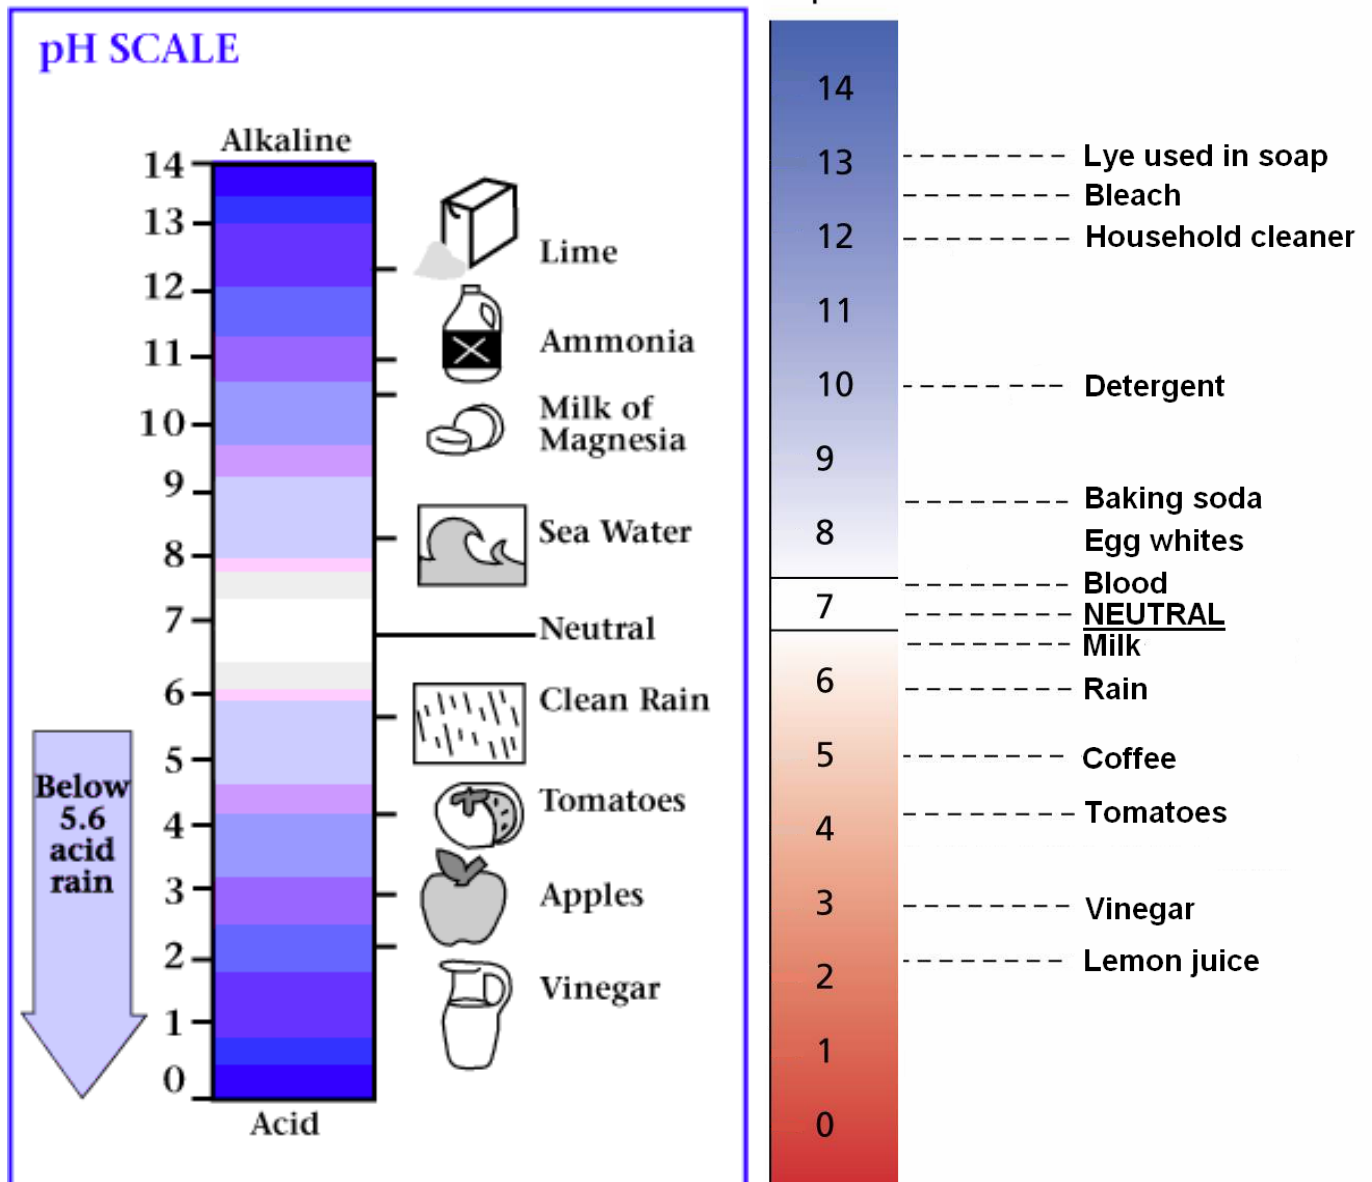 pH SCALE
Alkaline
14
13
12
11
10
9
8
7
6
5
4
3
2
1
0
Acid
Lime
Ammonia
Milk of
Magnesia
Sea Water
Neutral
Clean Rain
Tomatoes
Apples
Vinegar
Below
5.6
acid
rain
14
13
12
11
10
9
8
7
6
5
4
3
2
1
0
Lye used in soap
Bleach
Household cleaner
Detergent
Baking soda
Egg whites
Blood
NEUTRAL
Milk
Rain
Coffee
Tomatoes
Vinegar
Lemon juice